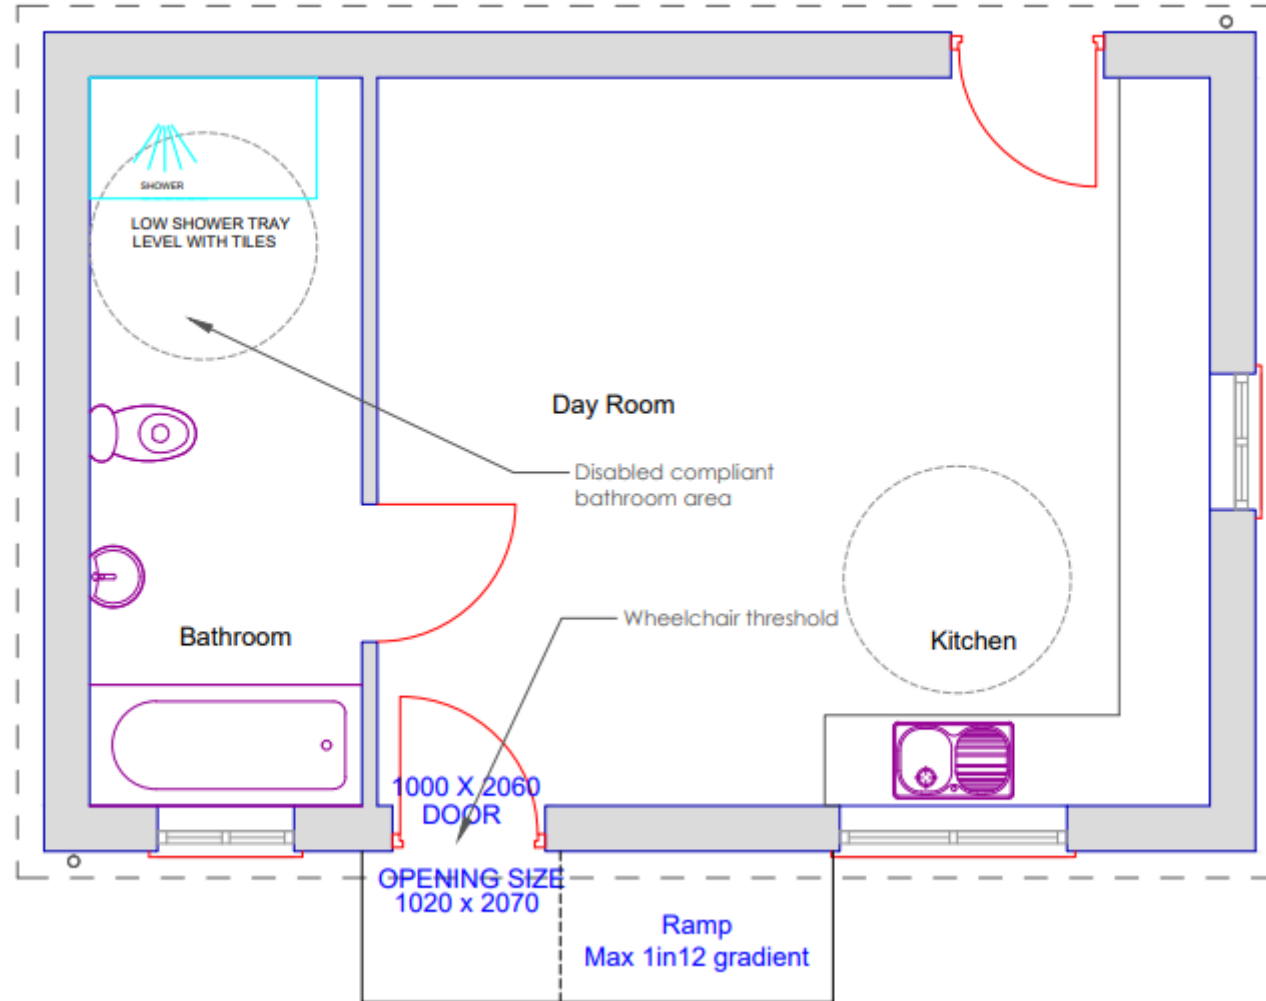 SHOWER
LOW SHOWER TRAY
LEVEL WITH TILES
Day Room
Disabled compliant
bathroom area
Wheelchair threshold
Bathroom
Kitchen
1000 X 2060
DOOR
OPENING SIZE
1020 x 2070
Ramp
Max 1in12 gradient